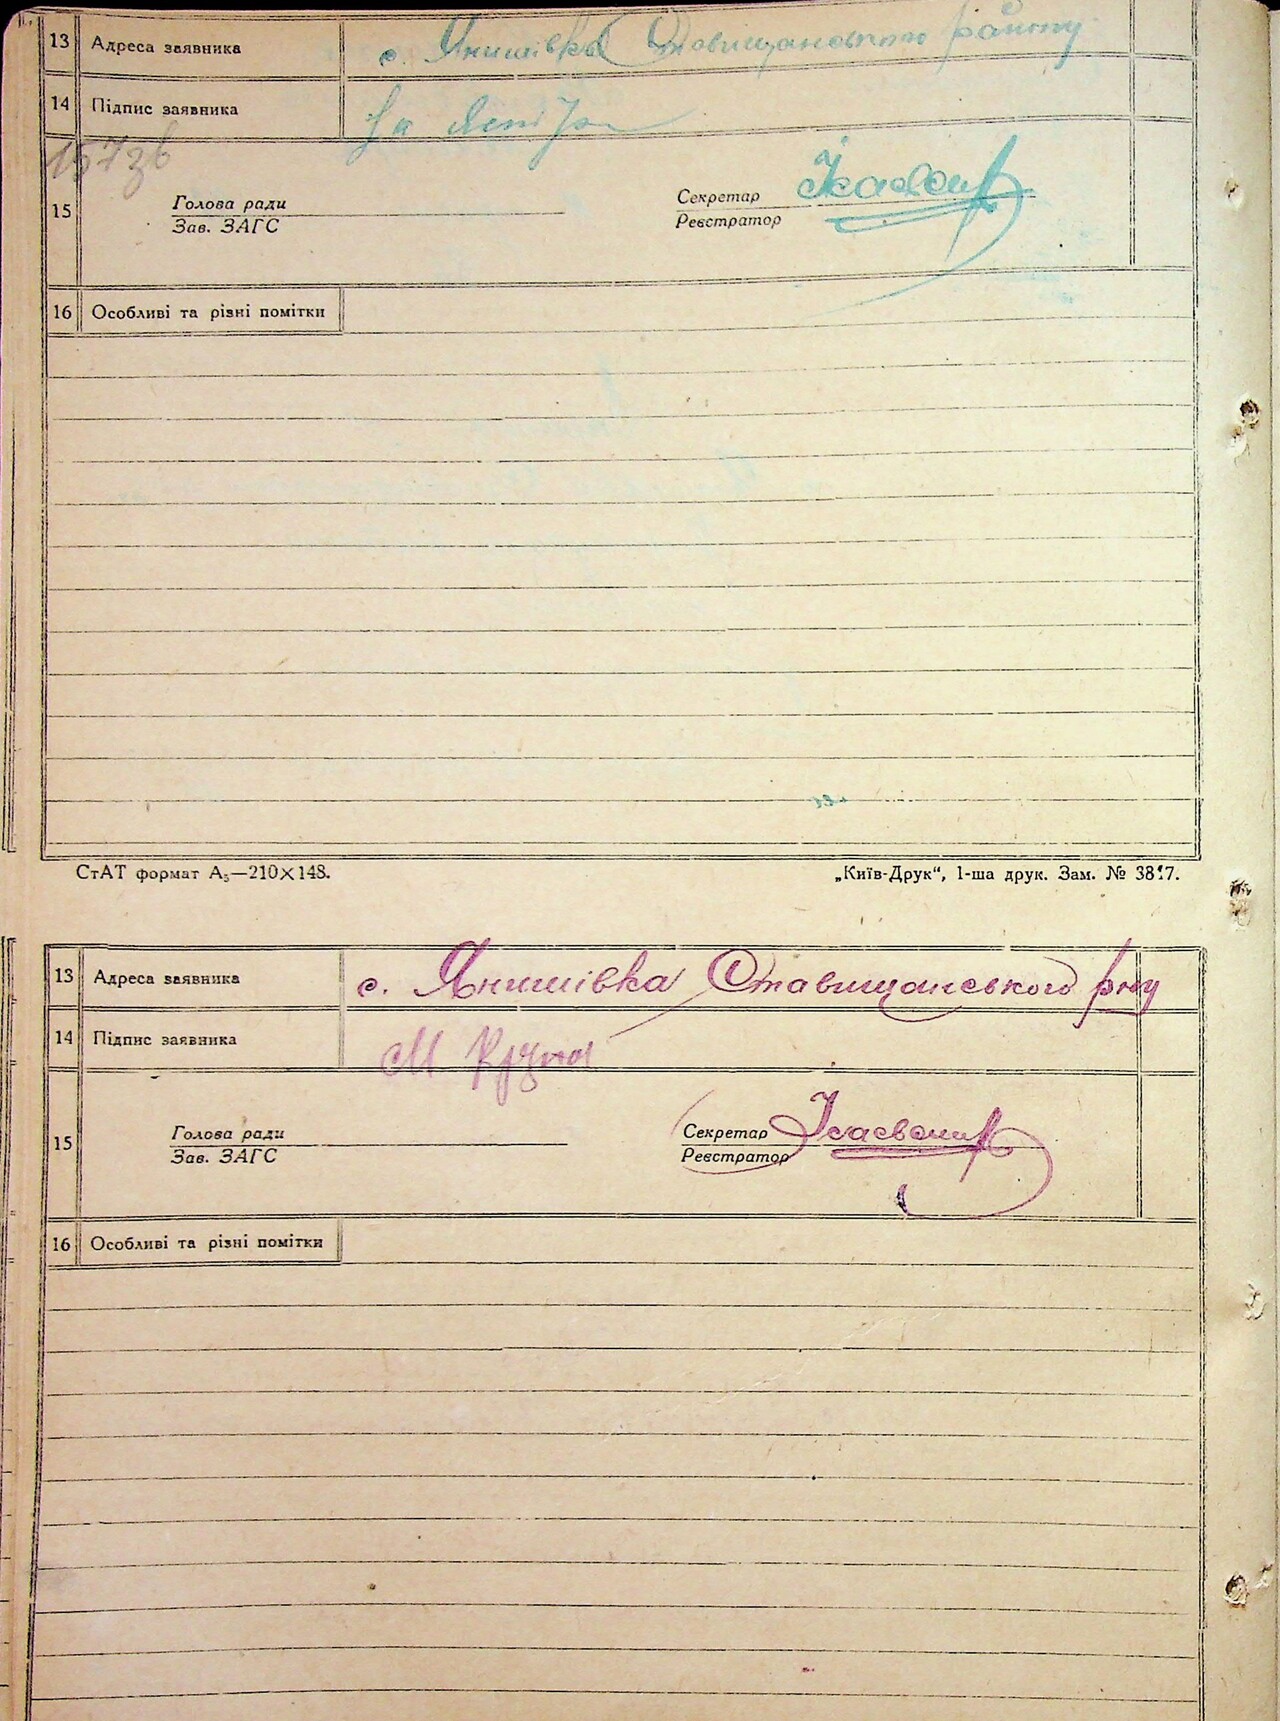 13 Адреса заявника с. Янишівка Ставищанського району
14 Підпис заявника
157зв
15 Голова ради Секретар
Зав. ЗАГС Реєстратор
16 Особливі та різні помітки
СтАТ формат А₅—210×148. „Київ-Друк“, 1-ша друк. Зам. № 3817.
13 Адреса заявника с. Янишівка Ставищанського р-ну
14 Підпис заявника М Крупа
15 Голова ради Секретар
Зав. ЗАГС Реєстратор
16 Особливі та різні помітки